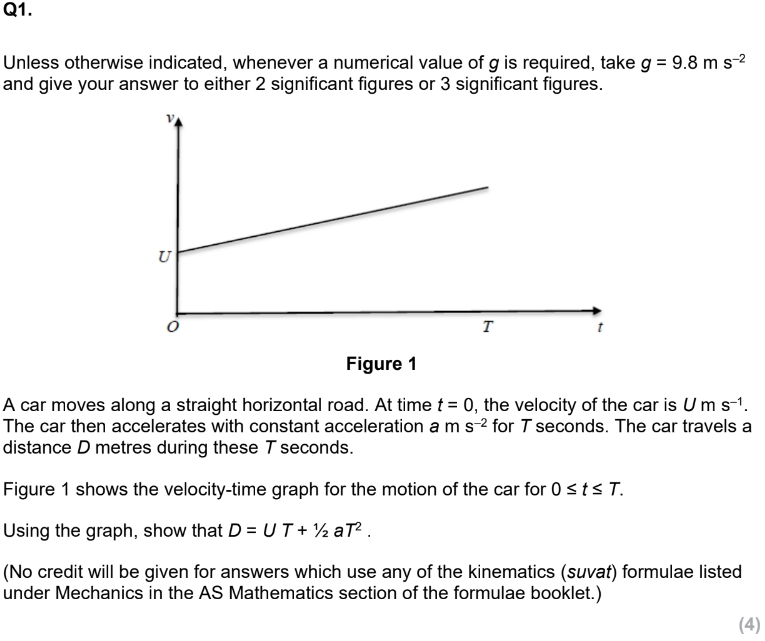 Q1.
Unless otherwise indicated, whenever a numerical value of g is required, take g = 9.8 m s⁻²
and give your answer to either 2 significant figures or 3 significant figures.
v
U
O
T
t
Figure 1
A car moves along a straight horizontal road. At time t = 0, the velocity of the car is U m s⁻¹.
The car then accelerates with constant acceleration a m s⁻² for T seconds. The car travels a
distance D metres during these T seconds.
Figure 1 shows the velocity-time graph for the motion of the car for 0 ≤ t ≤ T.
Using the graph, show that D = U T + ½ aT² .
(No credit will be given for answers which use any of the kinematics (suvat) formulae listed
under Mechanics in the AS Mathematics section of the formulae booklet.)
(4)